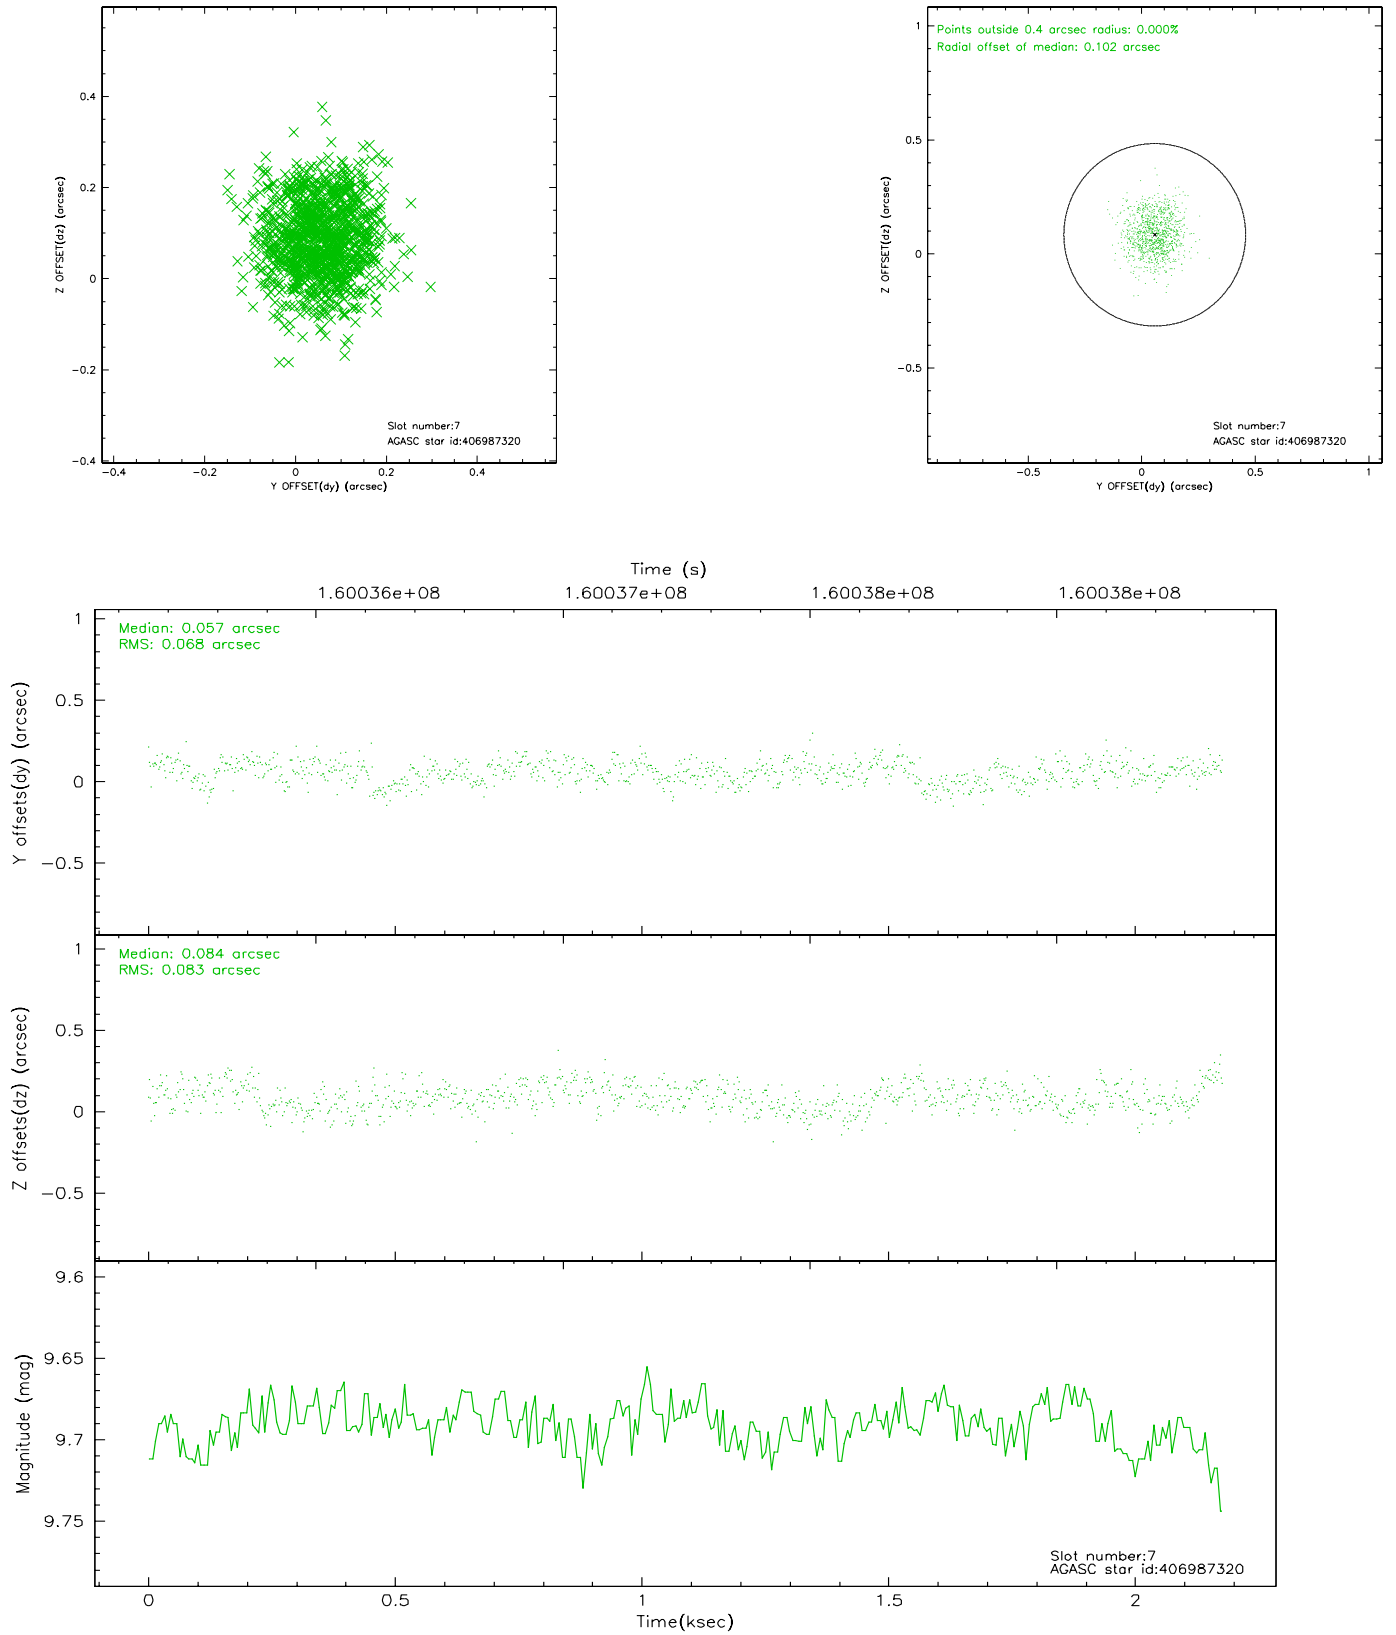 0.4
0.2
0
−0.2
−0.4
Z OFFSET(dz) (arcsec)
−0.4 −0.2 0 0.2 0.4
Y OFFSET(dy) (arcsec)
Slot number:7
AGASC star id:406987320
Points outside 0.4 arcsec radius: 0.000%
Radial offset of median: 0.102 arcsec
1
0.5
0
−0.5
Z OFFSET(dz) (arcsec)
−0.5 0 0.5 1
Y OFFSET(dy) (arcsec)
Slot number:7
AGASC star id:406987320
Time (s)
1.60036e+08 1.60037e+08 1.60038e+08 1.60038e+08
Median: 0.057 arcsec
RMS: 0.068 arcsec
1
0.5
0
−0.5
Y offsets(dy) (arcsec)
Median: 0.084 arcsec
RMS: 0.083 arcsec
1
0.5
0
−0.5
Z offsets(dz) (arcsec)
9.6
9.65
9.7
9.75
Magnitude (mag)
Slot number:7
AGASC star id:406987320
0 0.5 1 1.5 2
Time(ksec)